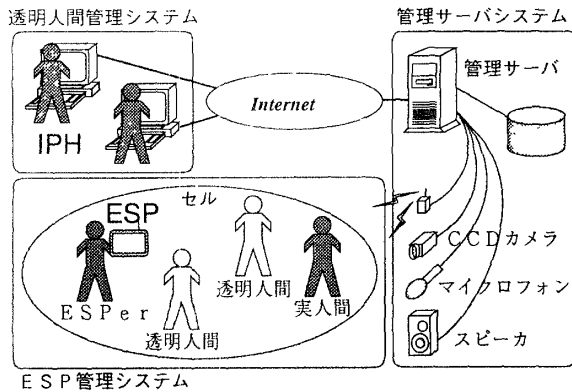 透明人間管理システム
IPH
Internet
管理サーバシステム
管理サーバ
CCDカメラ
マイクロフォン
スピーカ
セル
ESP
ESPer
透明人間
透明人間
実人間
ESP管理システム